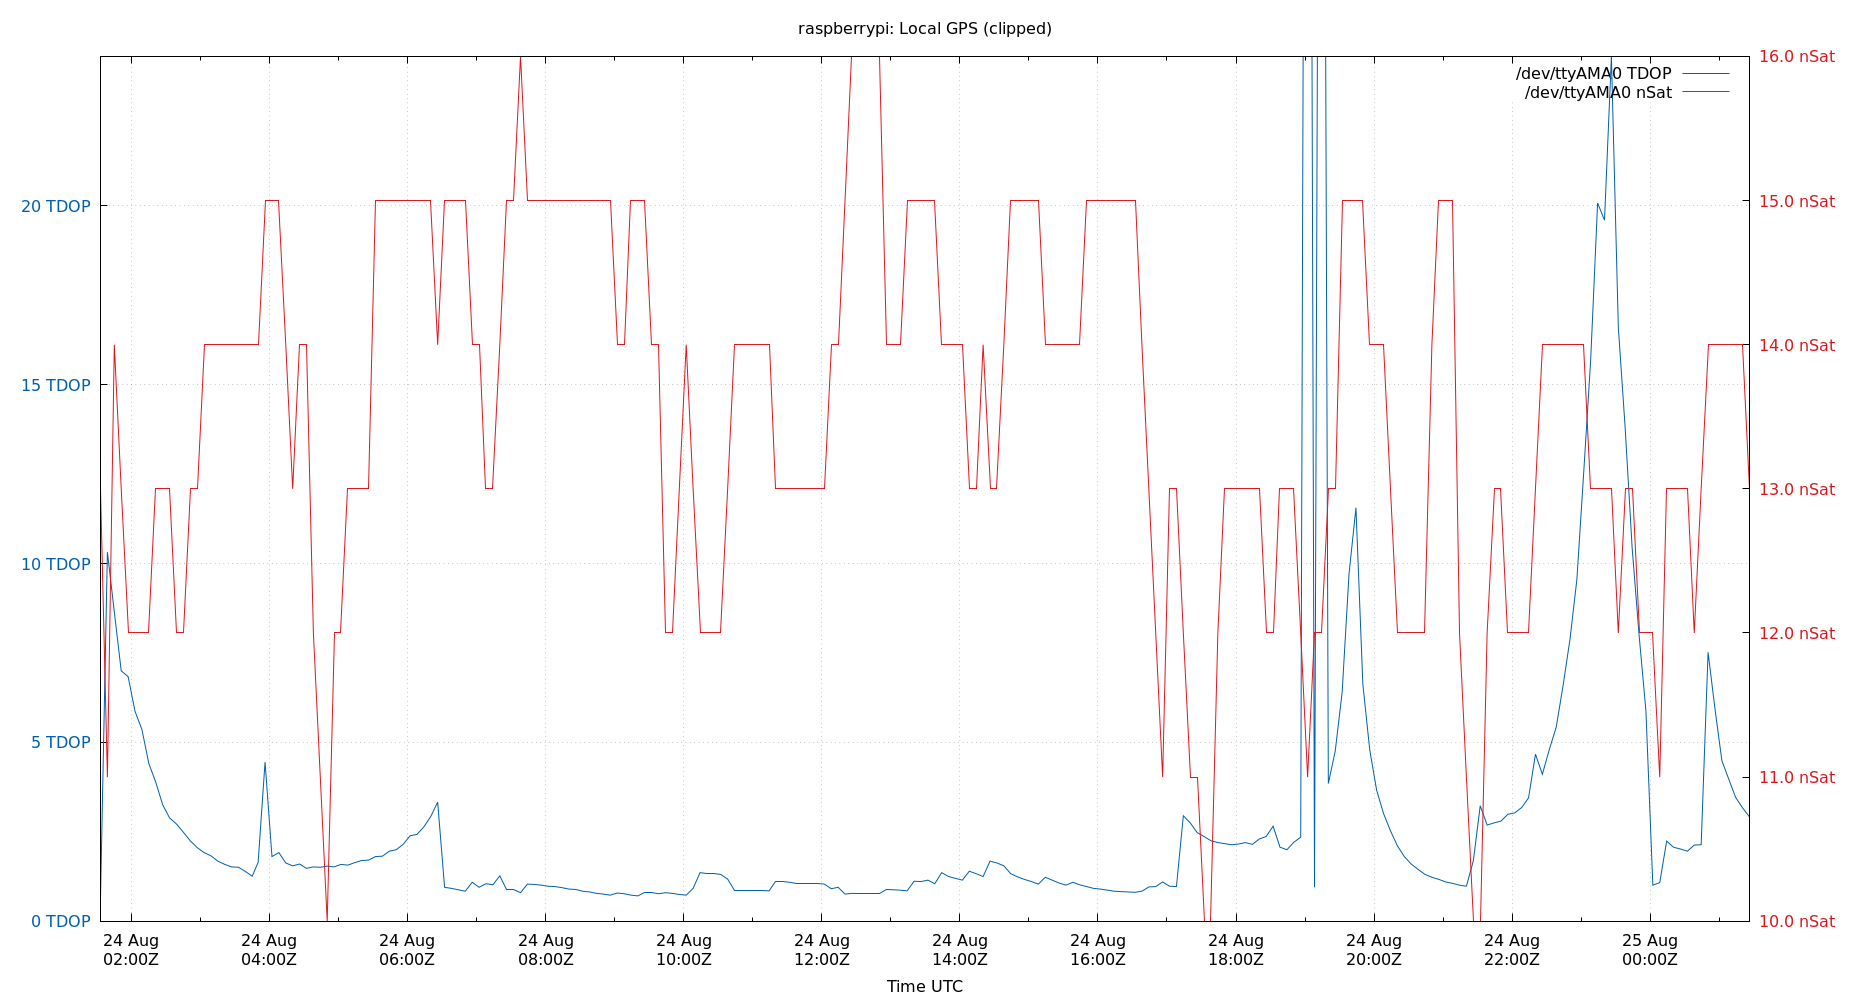 raspberrypi: Local GPS (clipped)
/dev/ttyAMA0 TDOP
/dev/ttyAMA0 nSat
20 TDOP
15 TDOP
10 TDOP
5 TDOP
0 TDOP
16.0 nSat
15.0 nSat
14.0 nSat
13.0 nSat
12.0 nSat
11.0 nSat
10.0 nSat
24 Aug 24 Aug 24 Aug 24 Aug 24 Aug 24 Aug 24 Aug 24 Aug 24 Aug 24 Aug 24 Aug 25 Aug
02:00Z 04:00Z 06:00Z 08:00Z 10:00Z 12:00Z 14:00Z 16:00Z 18:00Z 20:00Z 22:00Z 00:00Z
Time UTC